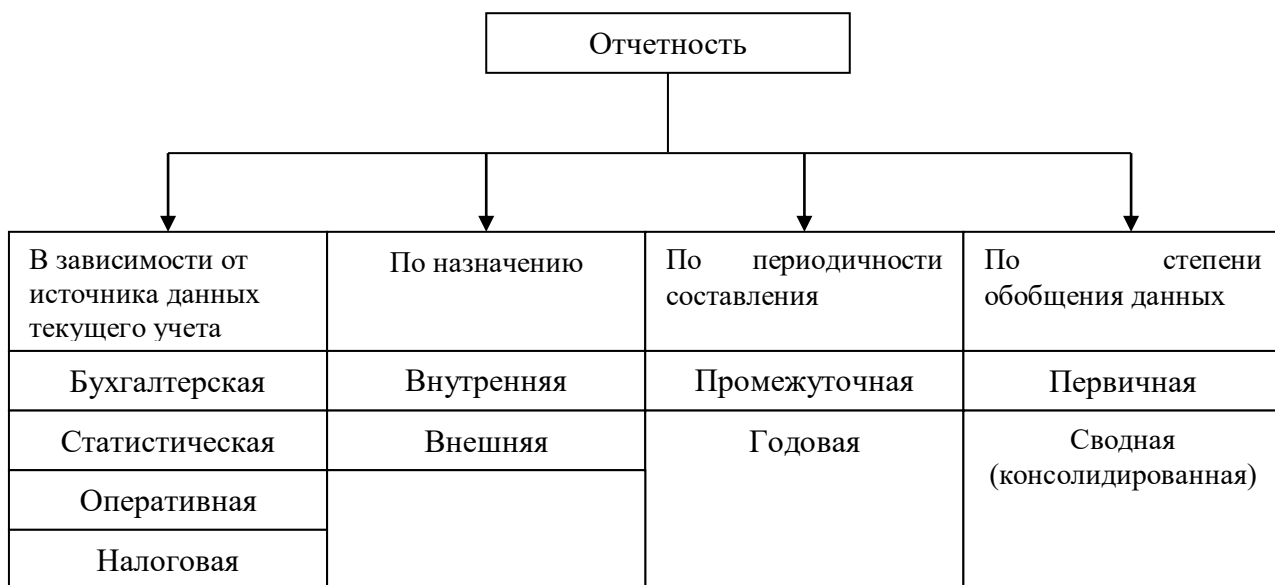 Отчетность
В зависимости от
источника данных
текущего учета
По назначению
По периодичности
составления
По степени
обобщения данных
Бухгалтерская
Внутренняя
Промежуточная
Первичная
Статистическая
Внешняя
Годовая
Сводная
(консолидированная)
Оперативная
Налоговая